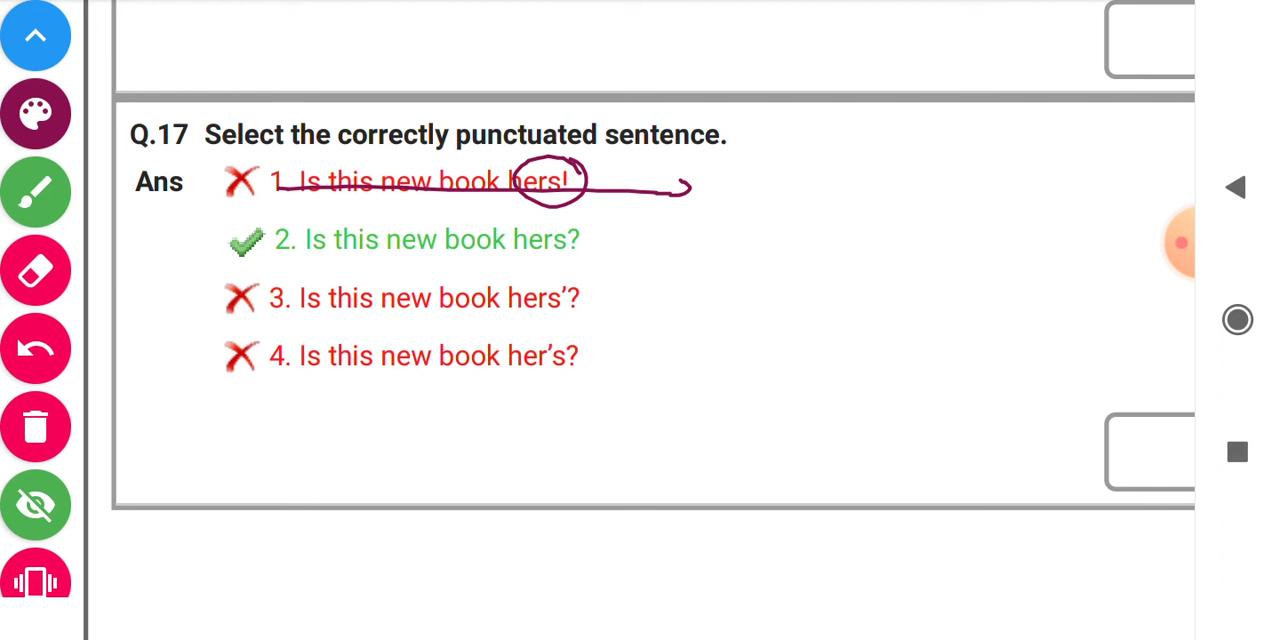 Q.17 Select the correctly punctuated sentence.
Ans 1. Is this new book hers!
2. Is this new book hers?
3. Is this new book hers’?
4. Is this new book her’s?